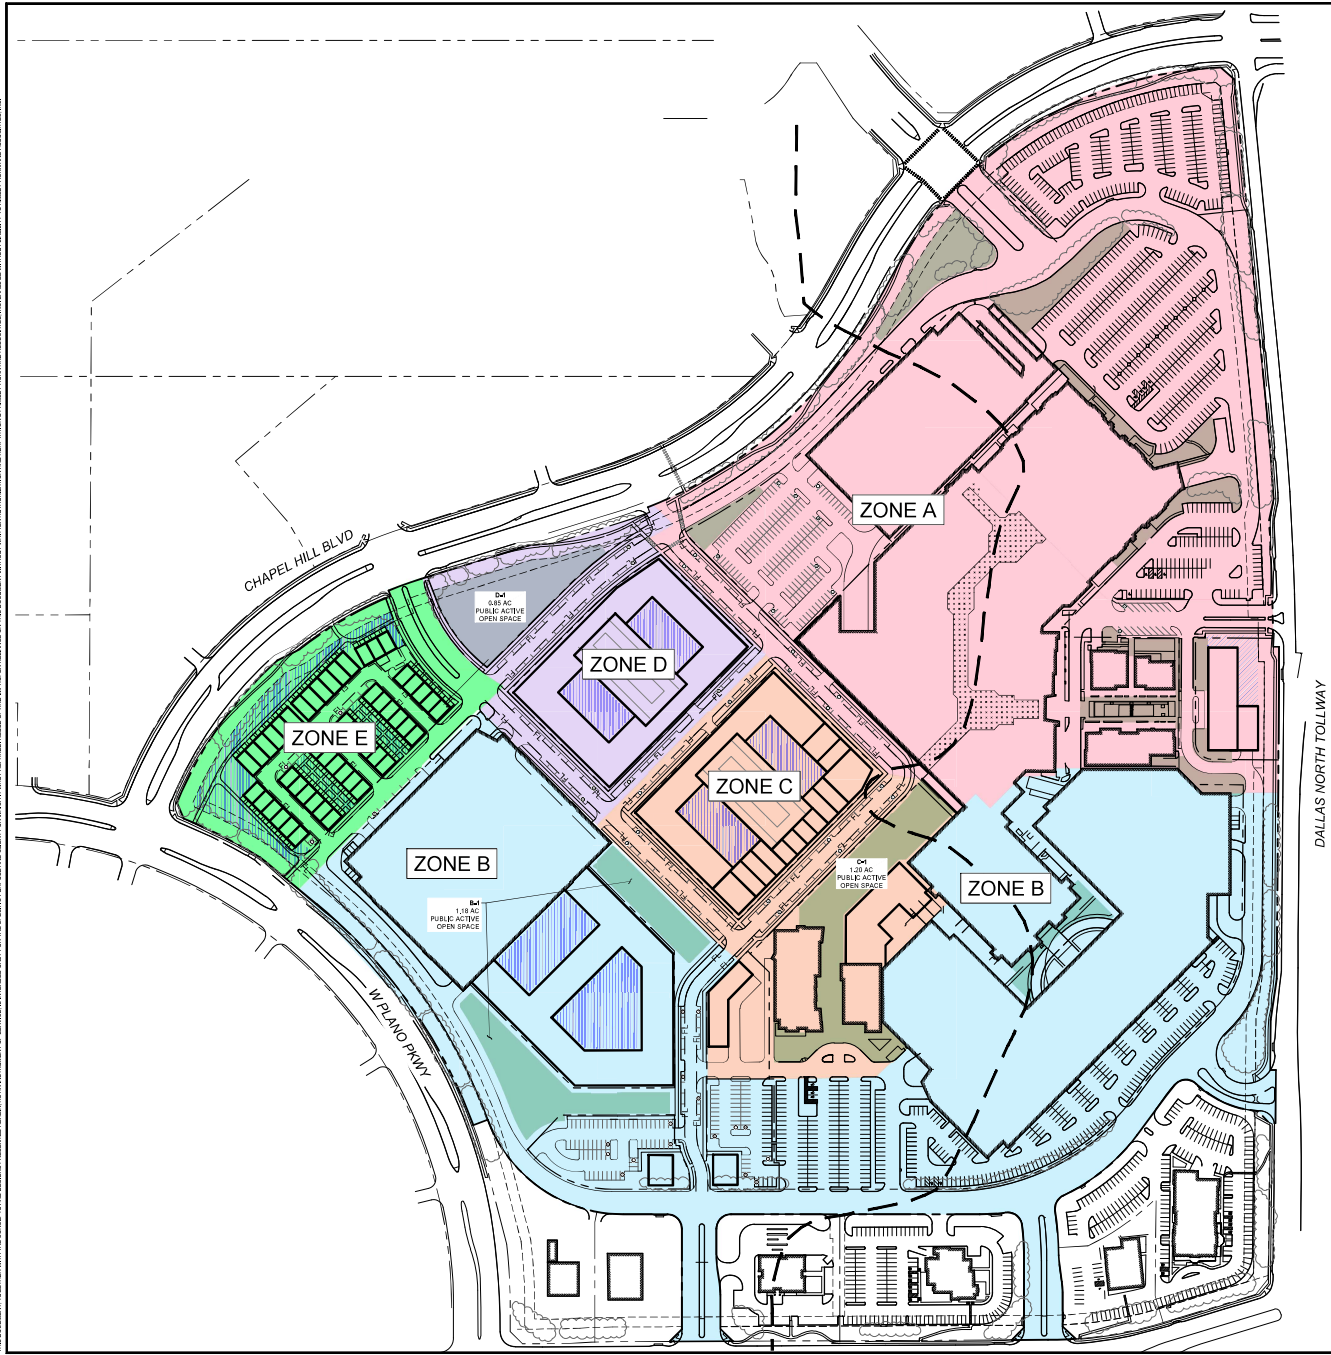 ZONE A
CHAPEL HILL BLVD
D-1
0.85 AC
PUBLIC ACTIVE
OPEN SPACE
ZONE D
ZONE E
ZONE C
DALLAS NORTH TOLLWAY
ZONE B
C-1
1.20 AC
PUBLIC ACTIVE
OPEN SPACE
ZONE B
B-1
1.18 AC
PUBLIC ACTIVE
OPEN SPACE
W PLANO PKWY